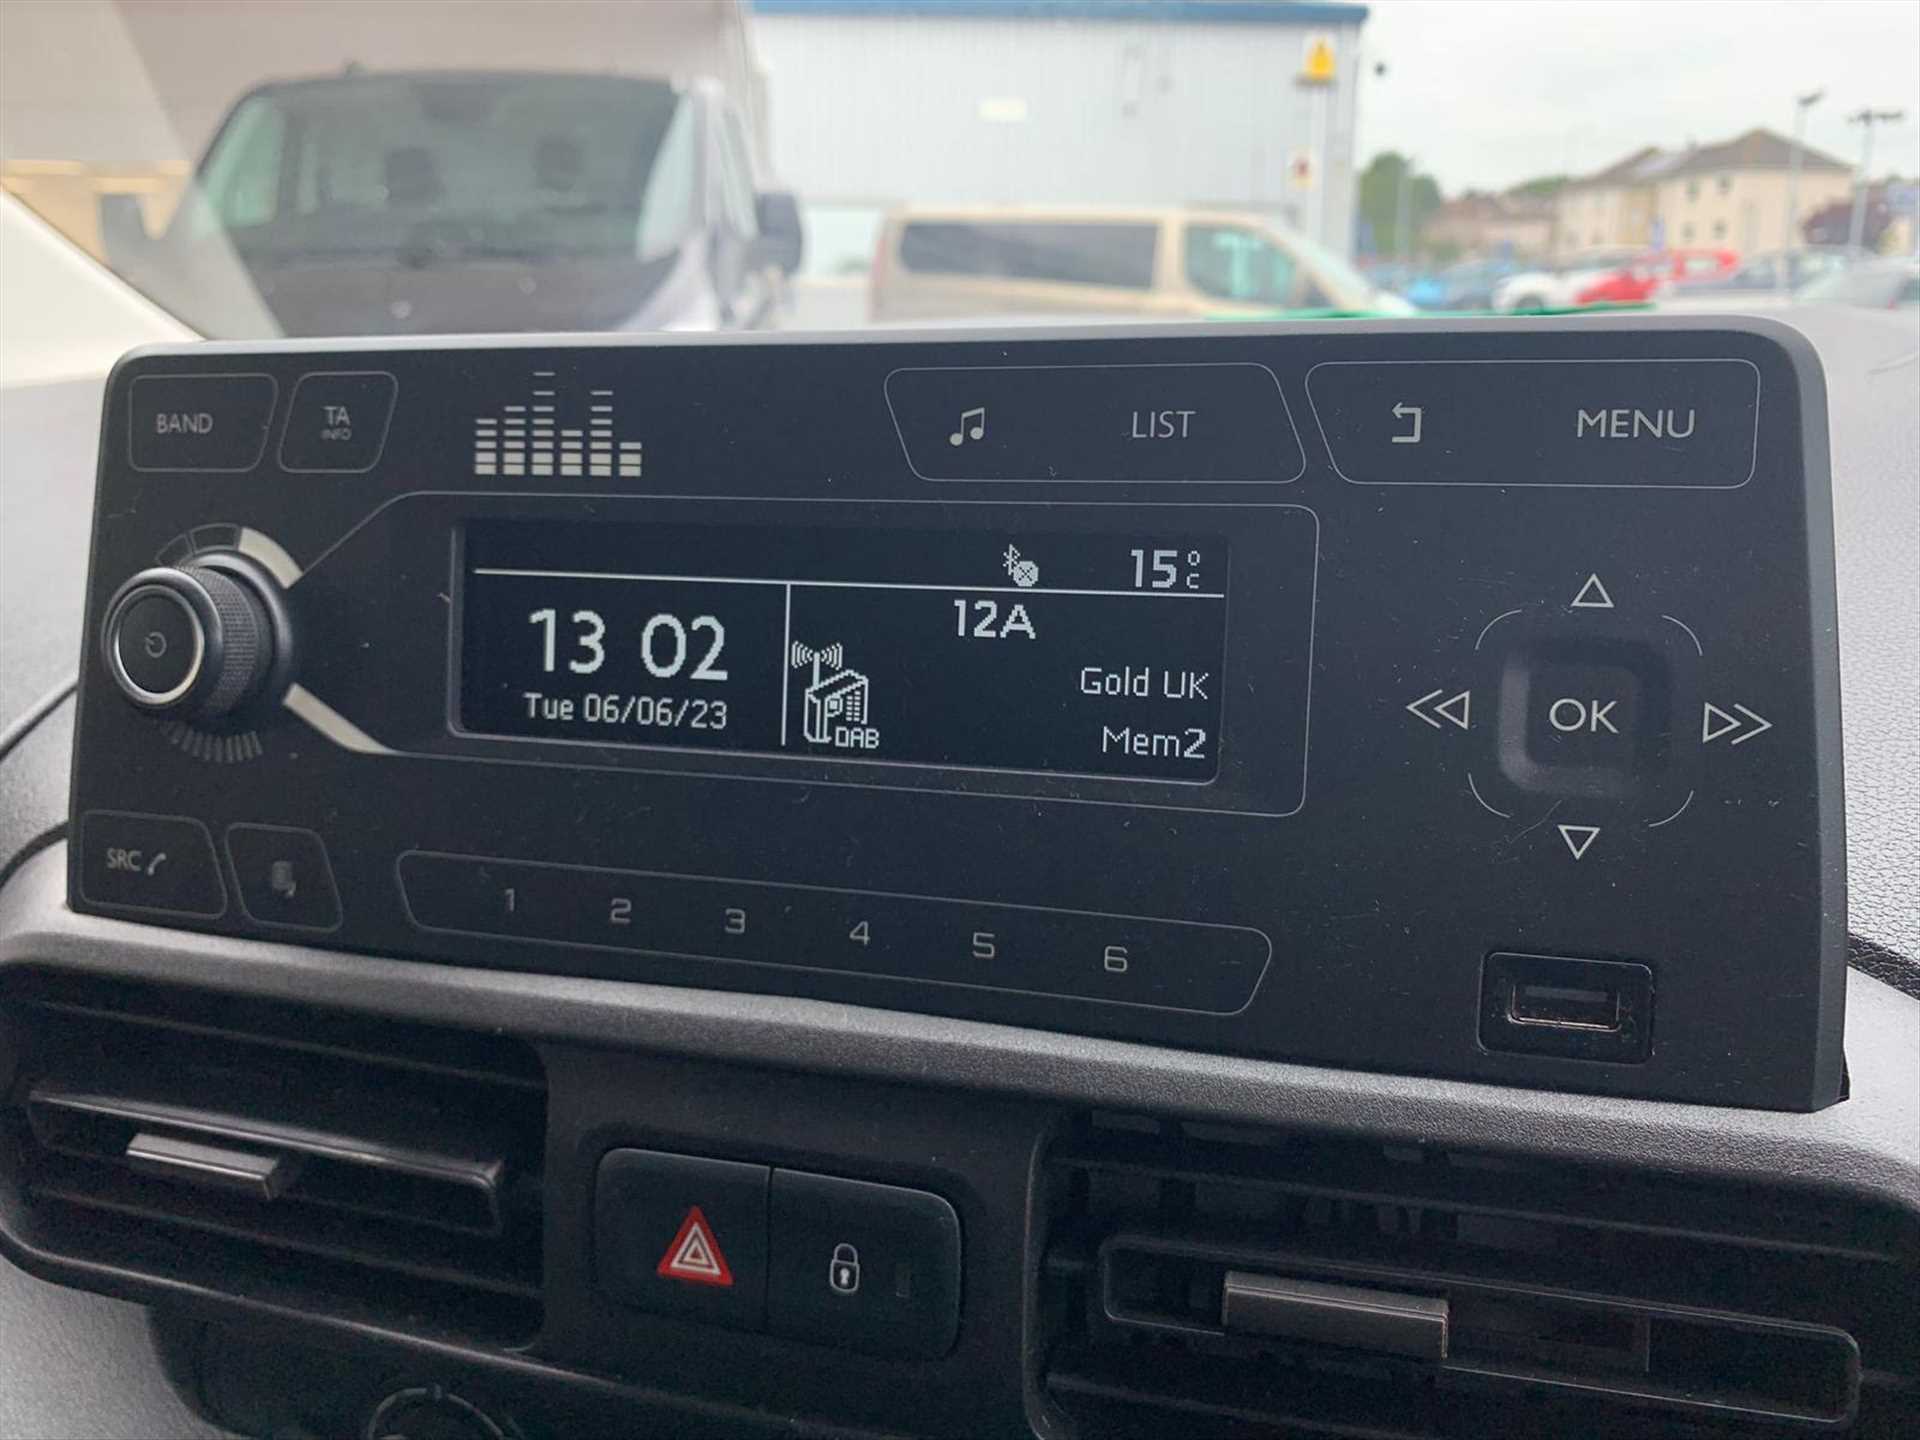 BAND
TA
INFO
LIST
MENU
15°C
12A
13 02
Gold UK
Tue 06/06/23
DAB
Mem2
OK
SRC
1 2 3 4 5 6